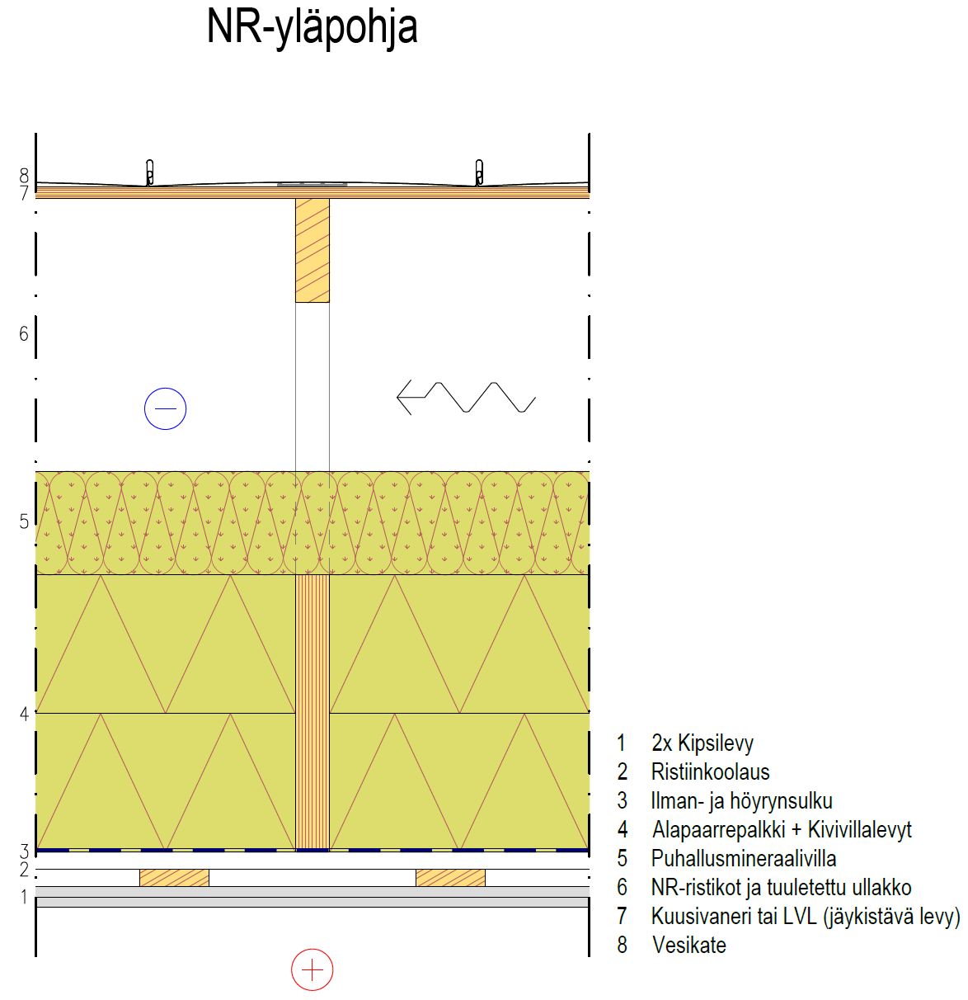 NR-yläpohja
8
7
6
5
4
3
2
1
1 2x Kipsilevy
2 Ristiinkoolaus
3 Ilman- ja höyrynsulku
4 Alapaarrepalkki + Kivivillalevyt
5 Puhallusmineraalivilla
6 NR-ristikot ja tuuletettu ullakko
7 Kuusivaneri tai LVL (jäykistävä levy)
8 Vesikate